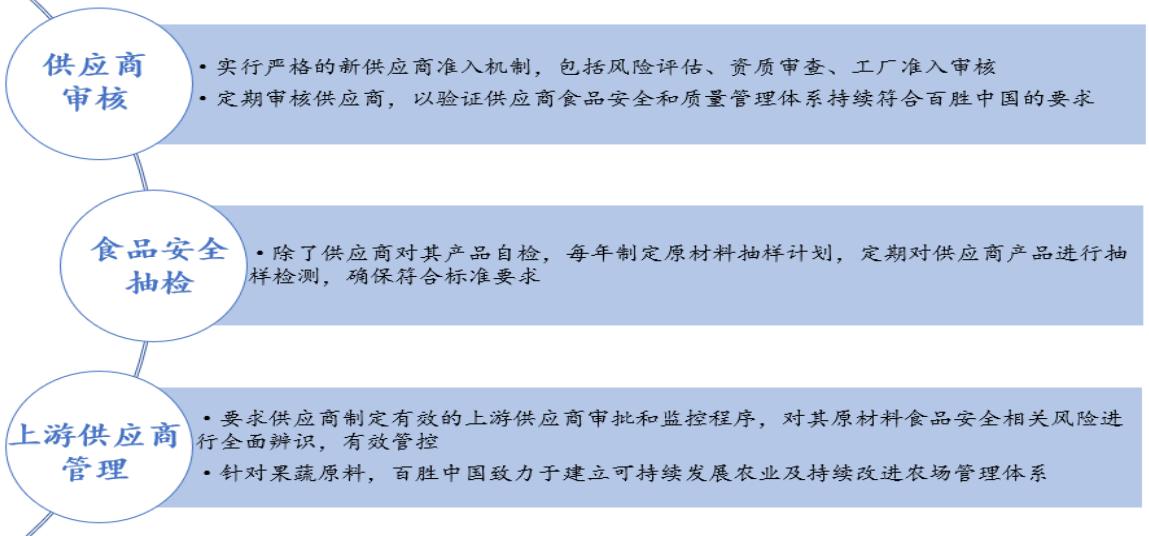 供应商
审核
• 实行严格的新供应商准入机制，包括风险评估、资质审查、工厂准入审核
• 定期审核供应商，以验证供应商食品安全和质量管理体系持续符合百胜中国的要求
食品安全
抽检
• 除了供应商对其产品自检，每年制定原材料抽样计划，定期对供应商产品进行抽
样检测，确保符合标准要求
上游供应商
管理
• 要求供应商制定有效的上游供应商审批和监控程序，对其原材料食品安全相关风险进
行全面辨识，有效管控
• 针对果蔬原料，百胜中国致力于建立可持续发展农业及持续改进农场管理体系